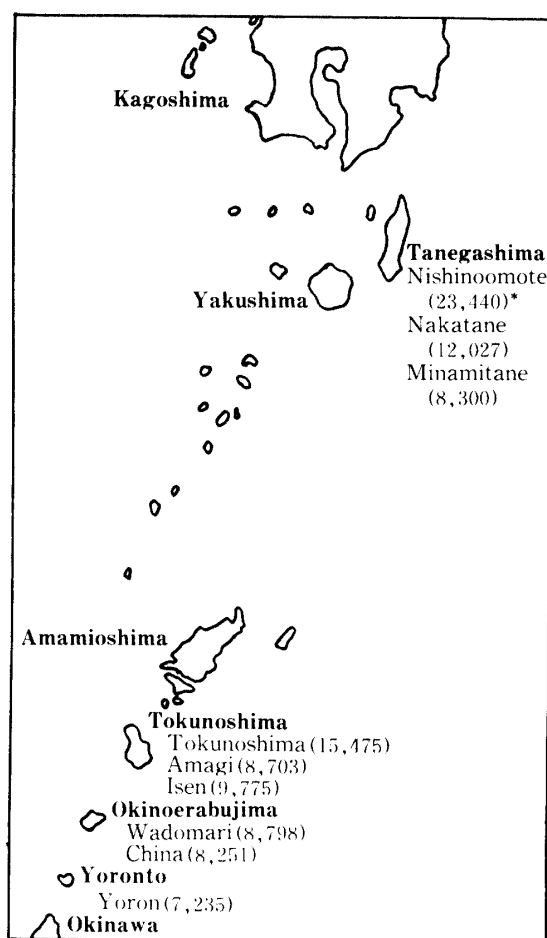 Kagoshima
Tanegashima
Nishinoomote
(23,440)*
Nakatane
(12,027)
Minamitane
(8,300)
Yakushima
Amamioshima
Tokunoshima
Tokunoshima(15,475)
Amagi(8,703)
Isen(9,775)
Okinoerabujima
Wadomari(8,798)
China(8,251)
Yoronto
Yoron(7,235)
Okinawa